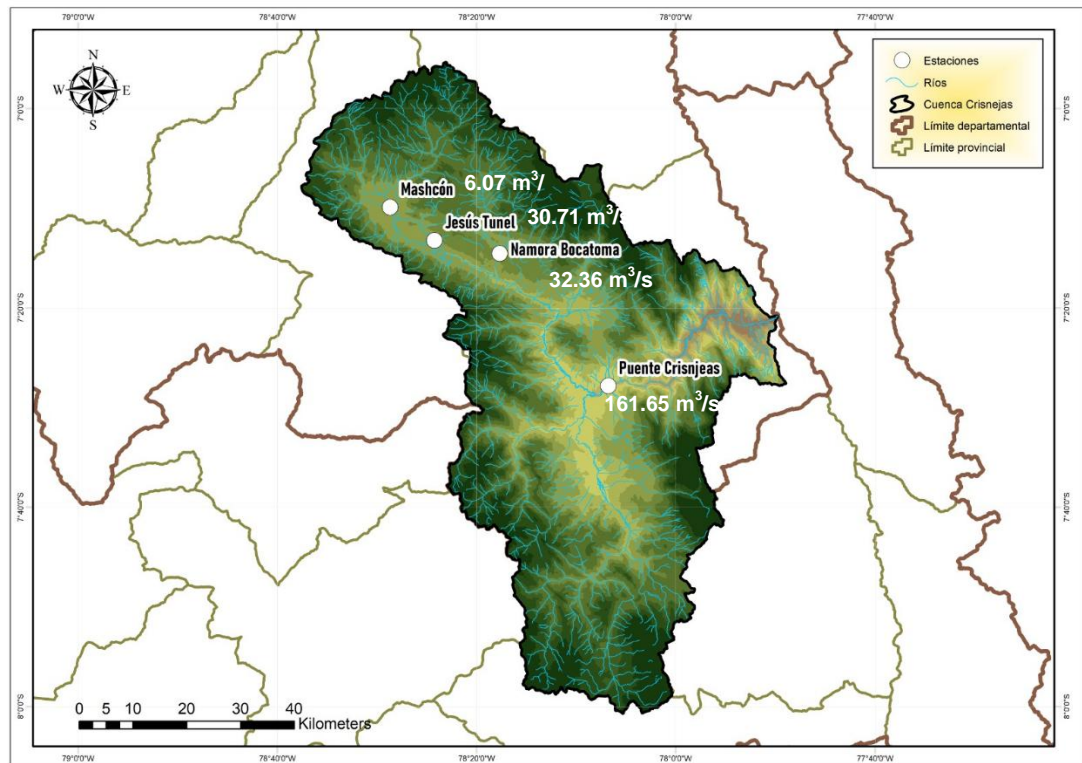 79°0'0"W 78°40'0"W 78°20'0"W 78°0'0"W 77°40'0"W
N
W E
S
Estaciones
Ríos
Cuenca Crisnejas
Límite departamental
Límite provincial
7°0'0"S 7°0'0"S
Mashcón
6.07 m³/
Jesús Tunel
30.71 m³/s
Namora Bocatoma
32.36 m³/s
7°20'0"S 7°20'0"S
Puente Crisnjeas
161.65 m³/s
7°40'0"S 7°40'0"S
8°0'0"S 8°0'0"S
0 5 10 20 30 40
Kilometers
79°0'0"W 78°40'0"W 78°20'0"W 78°0'0"W 77°40'0"W